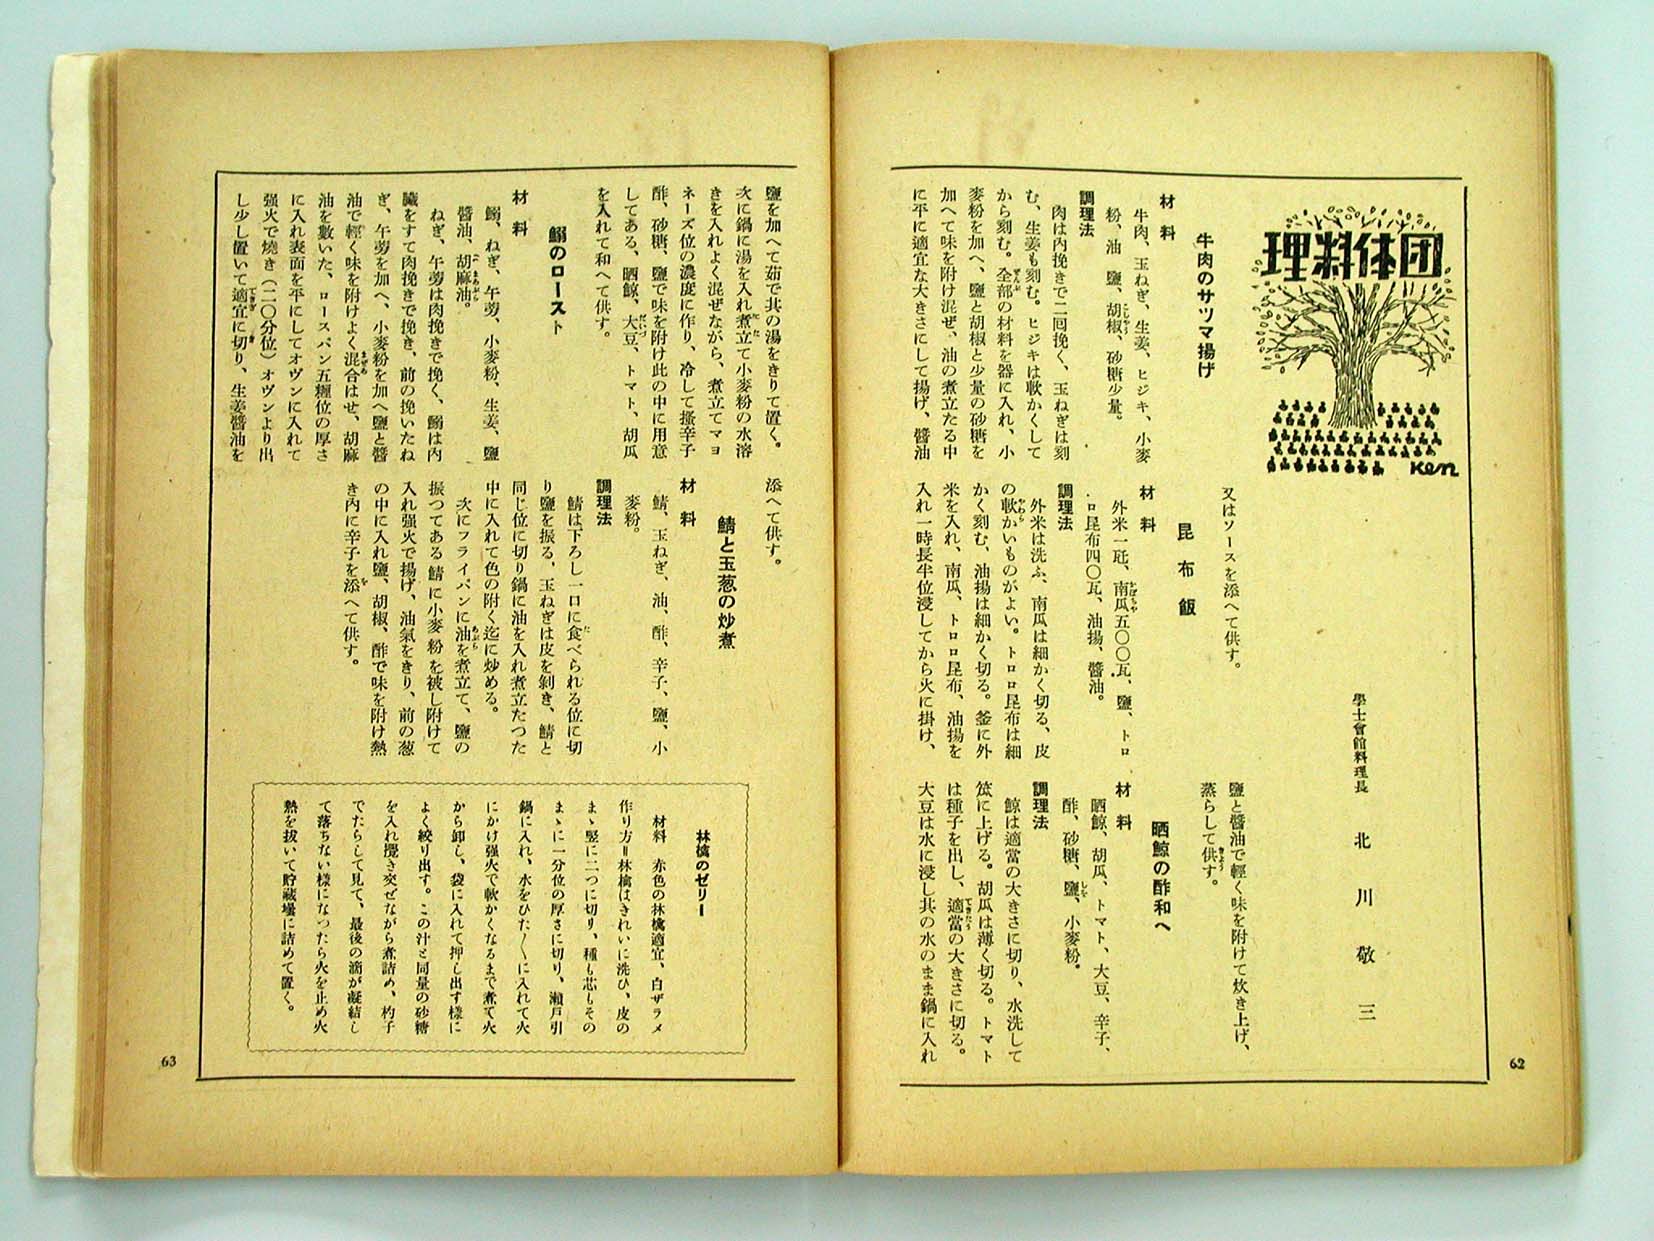 理料体団
Ken
學士會館料理長　北川敬三
牛肉のサツマ揚げ
材料
牛肉、玉ねぎ、生姜、ヒジキ、小麥
粉、油　鹽、胡椒、砂糖少量。
調理法
肉は内挽きで二囘挽く、玉ねぎは刻
む、生姜も刻む。ヒジキは軟かくして
から刻む。全部の材料を器に入れ、小
麥粉を加へ、鹽と胡椒と少量の砂糖を
加へて味を附け混ぜ、油の煮立たる中
に平に適宜な大きさにして揚げ、醬油
又はソースを添へて供す。
昆布飯
材料
外米一瓩、南瓜五〇〇瓦、鹽、トロ
ロ昆布四〇瓦、油揚、醬油。
調理法
外米は洗ふ、南瓜は細かく切る、皮
の軟かいものがよい。トロロ昆布は細
かく刻む、油揚は細かく切る。釜に外
米を入れ、南瓜、トロロ昆布、油揚を
入れ一時長半位浸してから火に掛け、
鹽と醬油で輕く味を附けて炊き上げ、
蒸らして供す。
晒鯨の酢和へ
材料
晒鯨、胡瓜、トマト、大豆、辛子、
酢、砂糖、鹽、小麥粉。
調理法
鯨は適當の大きさに切り、水洗して
笊に上げる。胡瓜は薄く切る。トマト
は種子を出し、適當の大きさに切る。
大豆は水に浸し其の水のまま鍋に入れ
62
鹽を加へて茹で其の湯をきりて置く。
次に鍋に湯を入れ煮立て小麥粉の水溶
きを入れよく混ぜながら、煮立てマヨ
ネーズ位の濃度に作り、冷して搔辛子
酢、砂糖、鹽で味を附け此の中に用意
してある、晒鯨、大豆、トマト、胡瓜
を入れて和へて供す。
鰯のロースト
材料
鰯、ねぎ、午蒡、小麥粉、生姜、鹽
醬油、胡麻油。
ねぎ、午蒡は肉挽きで挽く、鰯は内
臓をすて肉挽きで挽き、前の挽いたね
ぎ、午蒡を加へ、小麥粉を加へ鹽と醬
油で輕く味を附けよく混合はせ、胡麻
油を敷いた、ロースパン五糎位の厚さ
に入れ表面を平にしてオヴンに入れて
强火で燒き（二〇分位）オヴンより出
し少し置いて適宜に切り、生姜醬油を
添へて供す。
鯖と玉葱の炒煮
材料
鯖、玉ねぎ、油、酢、辛子、鹽、小
麥粉。
調理法
鯖は下ろし一口に食べられる位に切
り鹽を振る、玉ねぎは皮を剝き、鯖と
同じ位に切り鍋に油を入れ煮立たつた
中に入れて色の附く迄に炒める。
次にフライパンに油を煮立て、鹽の
振つてある鯖に小麥粉を被し附けて
入れ强火で揚げ、油氣をきり、前の葱
の中に入れ鹽、胡椒、酢で味を附け熱
き内に辛子を添へて供す。
林檎のゼリー
材料　赤色の林檎適宜、白ザラメ
作り方＝林檎はきれいに洗ひ、皮の
まゝ竪に二つに切り、種も芯もその
まゝに一分位の厚さに切り、瀬戸引
鍋に入れ、水をひた〱に入れて火
にかけ强火で軟かくなるまで煮て火
から卸し、袋に入れて押し出す様に
よく絞り出す。この汁と同量の砂糖
を入れ攪き交ぜながら煮詰め、杓子
でたらして見て、最後の滴が凝結し
て落ちない様になつたら火を止め火
熱を拔いて貯藏壜に詰めて置く。
63